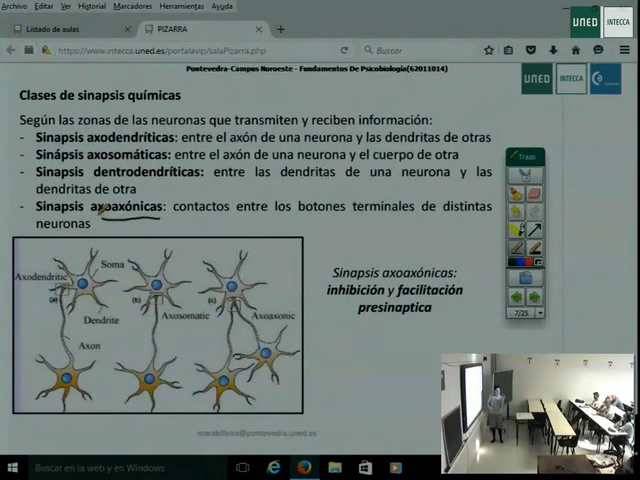 Archivo Editar Ver Historial Marcadores Herramientas Ayuda
UNED INTECCA
Listado de aulas
PIZARRA
https://www.intecca.uned.es/portalavip/salaPizarra.php
Buscar
Pontevedra-Campus Noroeste - Fundamentos De Psicobiología(62011014)
UNED INTECCA
Clases de sinapsis químicas
Según las zonas de las neuronas que transmiten y reciben información:
- Sinapsis axodendríticas: entre el axón de una neurona y las dendritas de otras
- Sinápsis axosomáticas: entre el axón de una neurona y el cuerpo de otra
- Sinapsis dentrodendríticas: entre las dendritas de una neurona y las
dendritas de otra
- Sinapsis axoaxónicas: contactos entre los botones terminales de distintas
neuronas
Trazo
7/25
Axodendritic
Soma
(a)
(b)
(c)
Dendrite
Axosomatic
Axoaxonic
Axon
Sinapsis axoaxónicas:
inhibición y facilitación
presinaptica
marabilleira@pontevedra.uned.es
Buscar en la web y en Windows